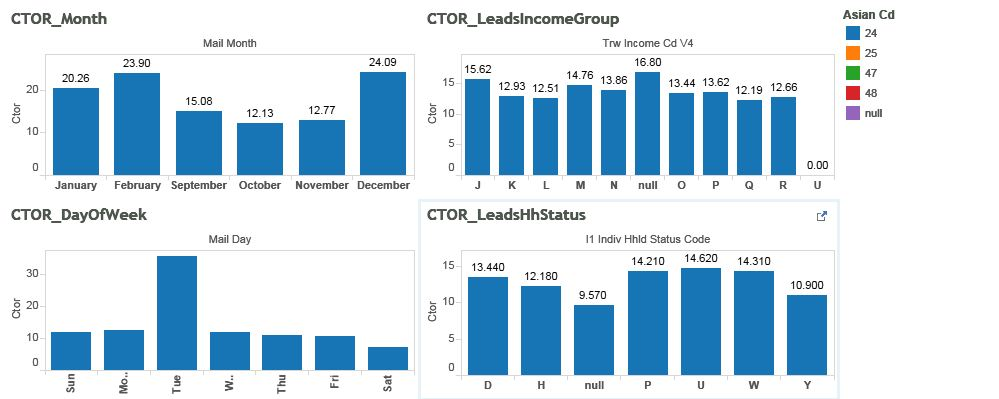 CTOR_Month
Mail Month
Ctor
20
10
0
20.26
23.90
15.08
12.13
12.77
24.09
January
February
September
October
November
December
CTOR_LeadsIncomeGroup
Trw Income Cd V4
Ctor
15
10
5
0
15.62
12.93
12.51
14.76
13.86
16.80
13.44
13.62
12.19
12.66
0.00
J
K
L
M
N
null
O
P
Q
R
U
Asian Cd
24
25
47
48
null
CTOR_DayOfWeek
Mail Day
Ctor
30
20
10
0
Sun
Mo..
Tue
W..
Thu
Fri
Sat
CTOR_LeadsHhStatus
I1 Indiv Hhld Status Code
Ctor
15
10
5
0
13.440
12.180
9.570
14.210
14.620
14.310
10.900
D
H
null
P
U
W
Y